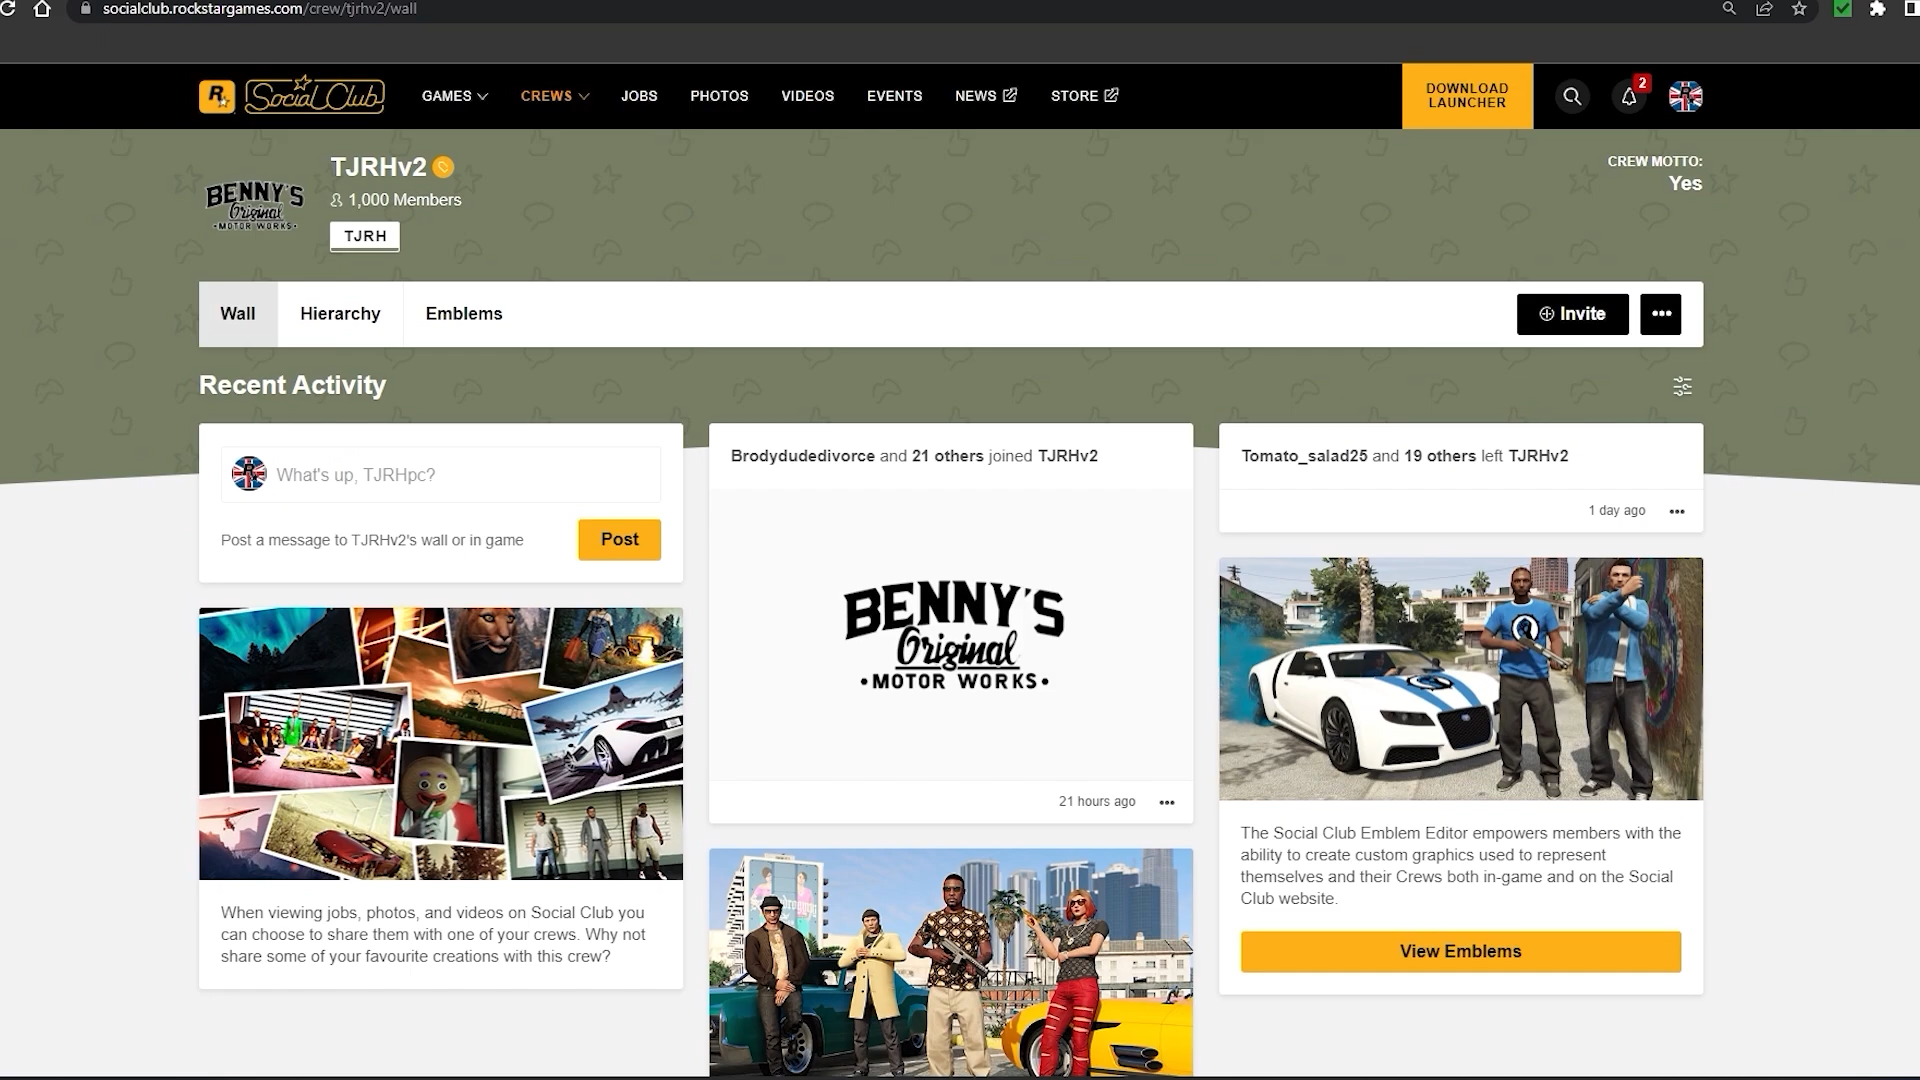 socialclub.rockstargames.com/crew/tjrhv2/wall
R
Social Club
GAMES
CREWS
JOBS
PHOTOS
VIDEOS
EVENTS
NEWS
STORE
DOWNLOAD
LAUNCHER
2
BENNY'S
Original
•MOTOR WORKS•
TJRHv2
1,000 Members
TJRH
CREW MOTTO:
Yes
Wall
Hierarchy
Emblems
Invite
Recent Activity
What's up, TJRHpc?
Post a message to TJRHv2's wall or in game
Post
When viewing jobs, photos, and videos on Social Club you
can choose to share them with one of your crews. Why not
share some of your favourite creations with this crew?
Brodydudedivorce and 21 others joined TJRHv2
BENNY'S
Original
•MOTOR WORKS•
21 hours ago
Tomato_salad25 and 19 others left TJRHv2
1 day ago
The Social Club Emblem Editor empowers members with the
ability to create custom graphics used to represent
themselves and their Crews both in-game and on the Social
Club website.
View Emblems